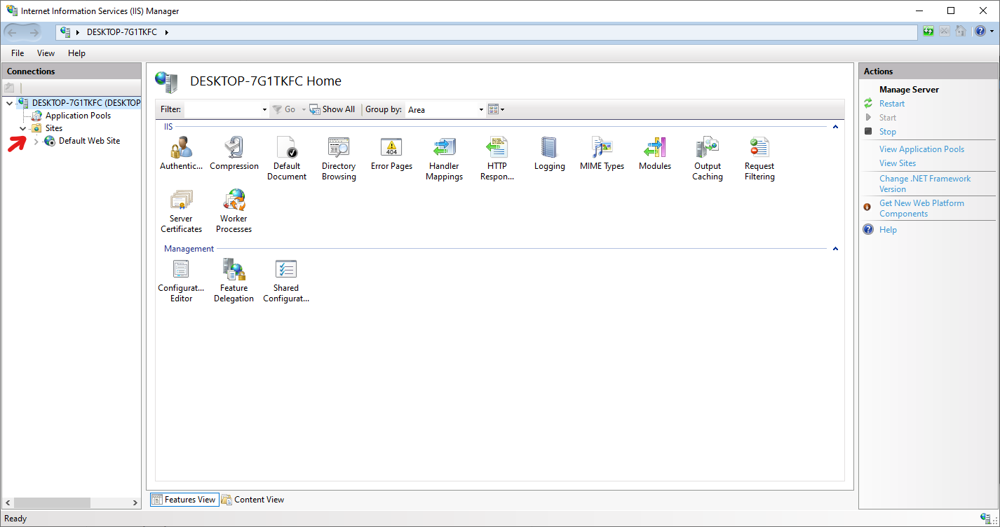 Internet Information Services (IIS) Manager
DESKTOP-7G1TKFC
File View Help
Connections
DESKTOP-7G1TKFC (DESKTOP
Application Pools
Sites
Default Web Site
DESKTOP-7G1TKFC Home
Filter: Go Show All Group by: Area
IIS
Authentic... Compression Default Document Directory Browsing Error Pages Handler Mappings HTTP Respon... Logging MIME Types Modules Output Caching Request Filtering
404
Server Certificates Worker Processes
Management
Configurat... Editor Feature Delegation Shared Configurat...
Features View Content View
Actions
Manage Server
Restart
Start
Stop
View Application Pools
View Sites
Change .NET Framework
Version
Get New Web Platform
Components
Help
Ready